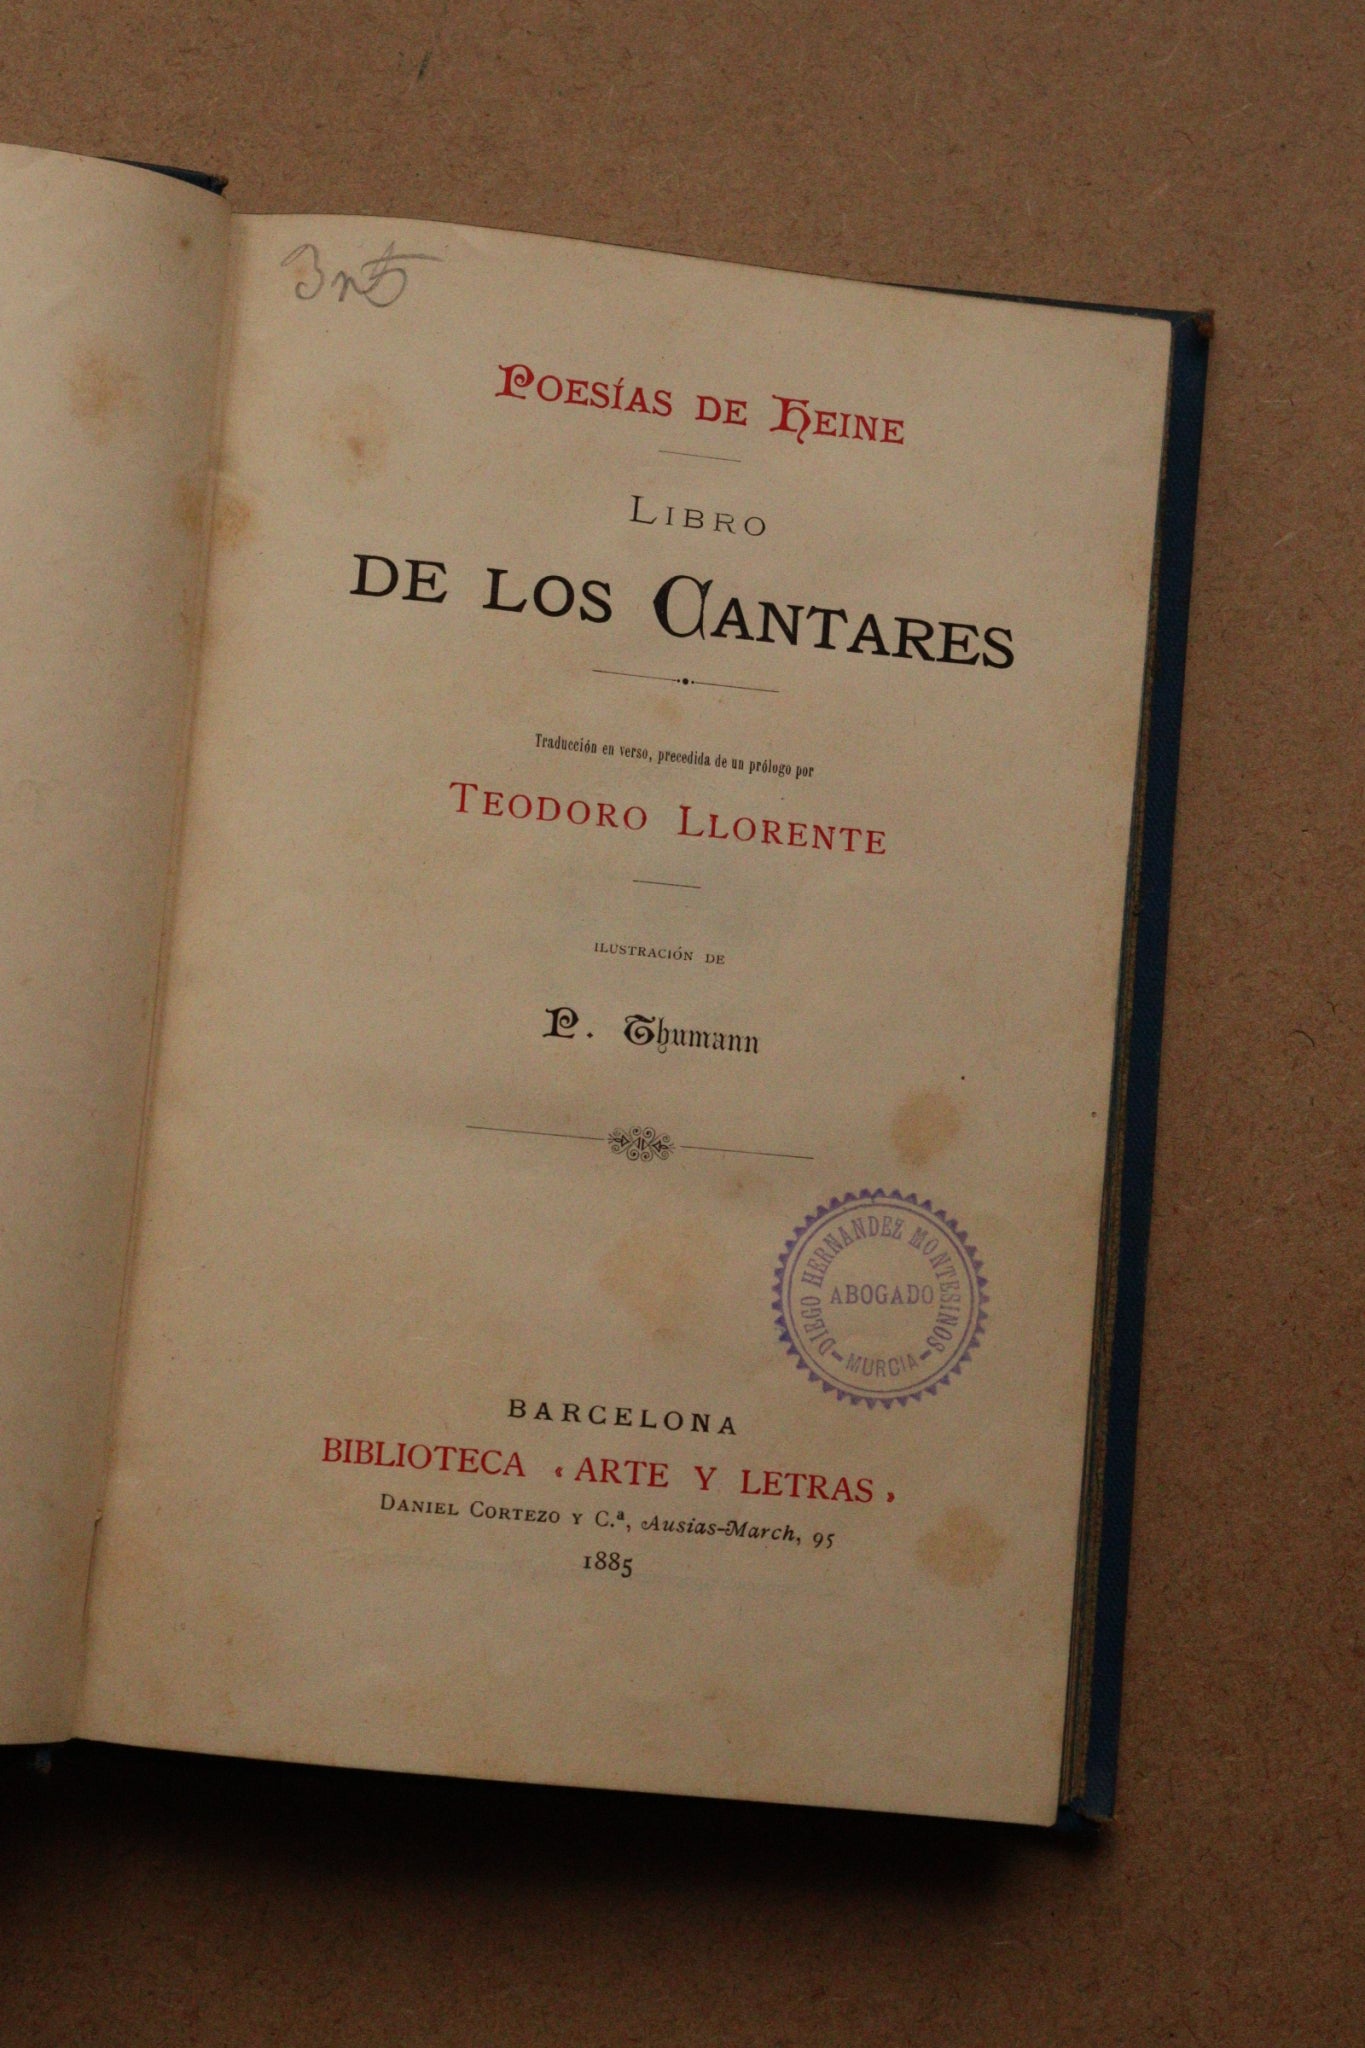 Poesías de Heine
Libro
de los Cantares
Traducción en verso, precedida de un prólogo por
Teodoro Llorente
ILUSTRACIÓN DE
P. Thumann
DIEGO HERNANDEZ MONTESINOS
ABOGADO
- MURCIA -
BARCELONA
BIBLIOTECA «ARTE Y LETRAS»
Daniel Cortezo y C.ª, Ausias-March, 95
1885